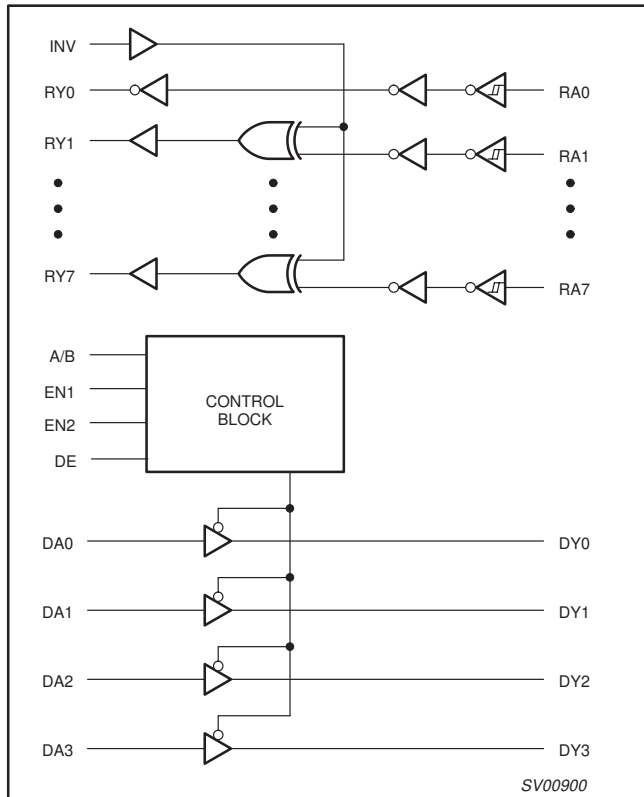 INV
RY0
RA0
RY1
RA1
RY7
RA7
A/B
EN1
EN2
DE
CONTROL
BLOCK
DA0
DY0
DA1
DY1
DA2
DY2
DA3
DY3
SV00900